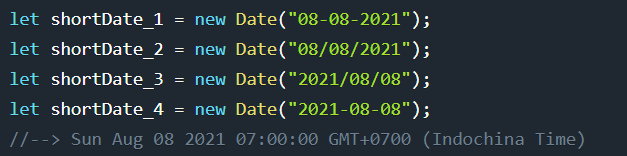 let shortDate_1 = new Date("08-08-2021");
let shortDate_2 = new Date("08/08/2021");
let shortDate_3 = new Date("2021/08/08");
let shortDate_4 = new Date("2021-08-08");
//--> Sun Aug 08 2021 07:00:00 GMT+0700 (Indochina Time)